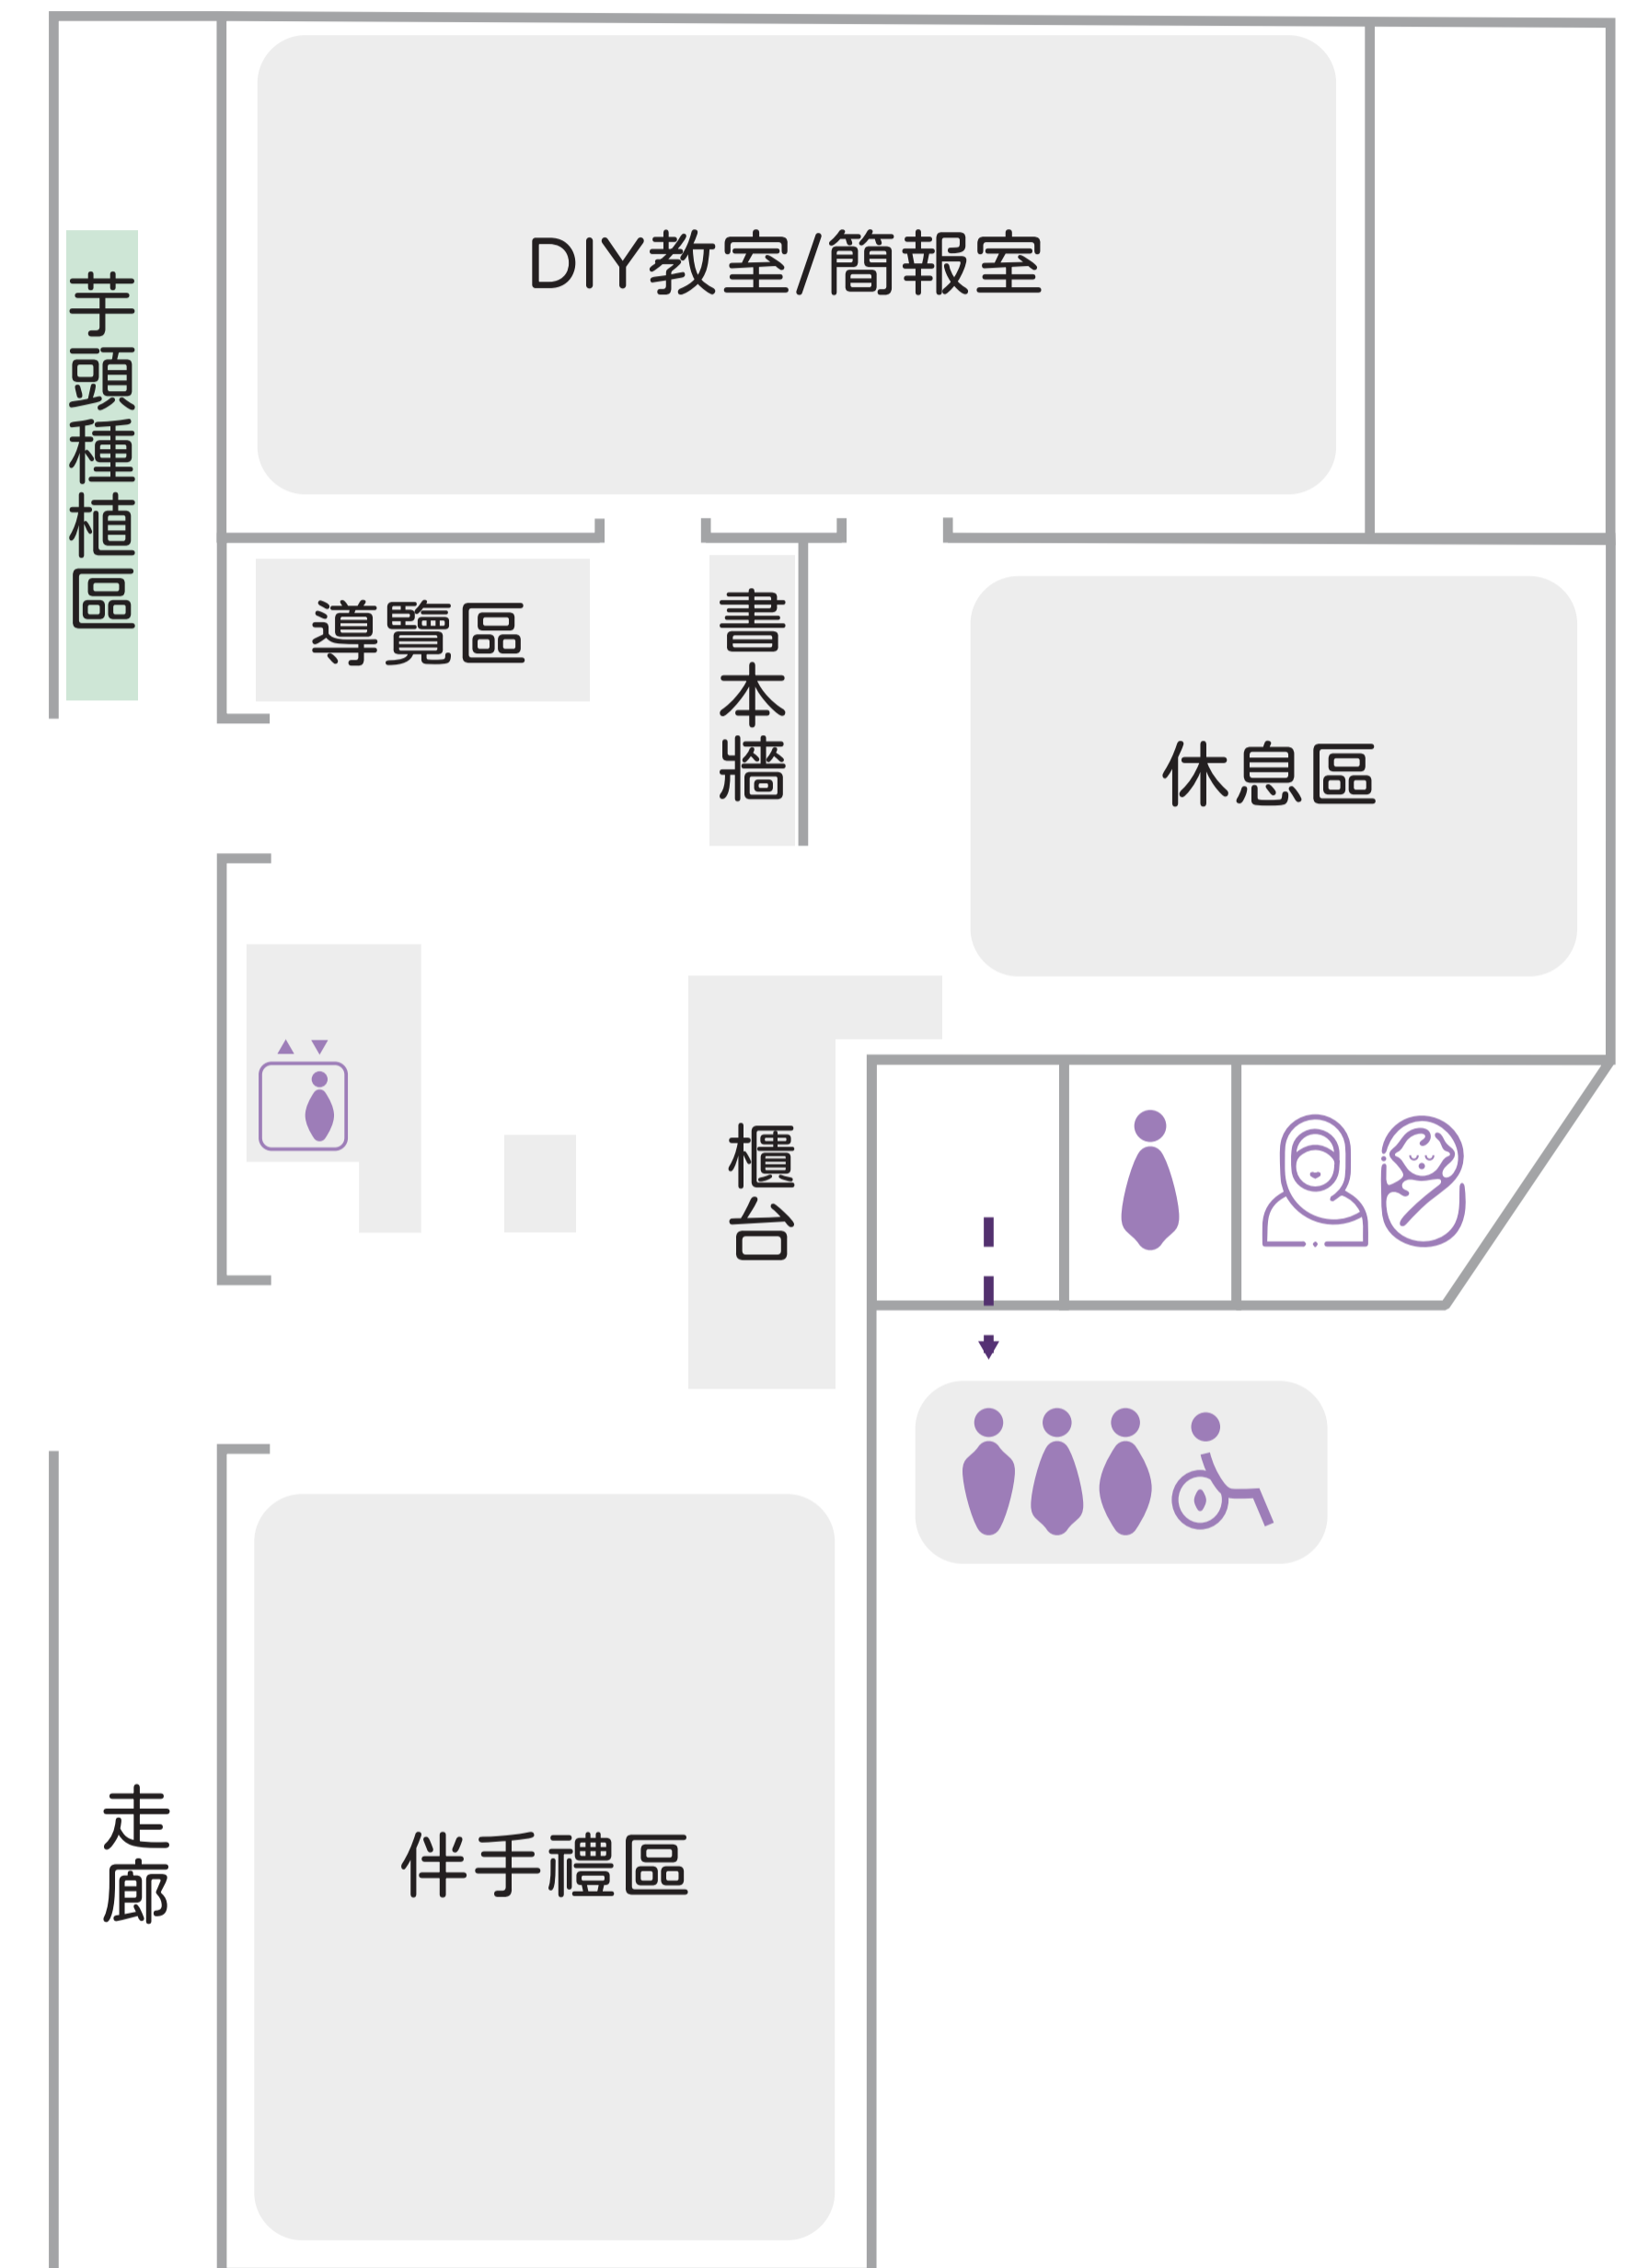 DIY教室/簡報室
芋頭種植區
導覽區
書本牆
休息區
櫃台
走廊
伴手禮區